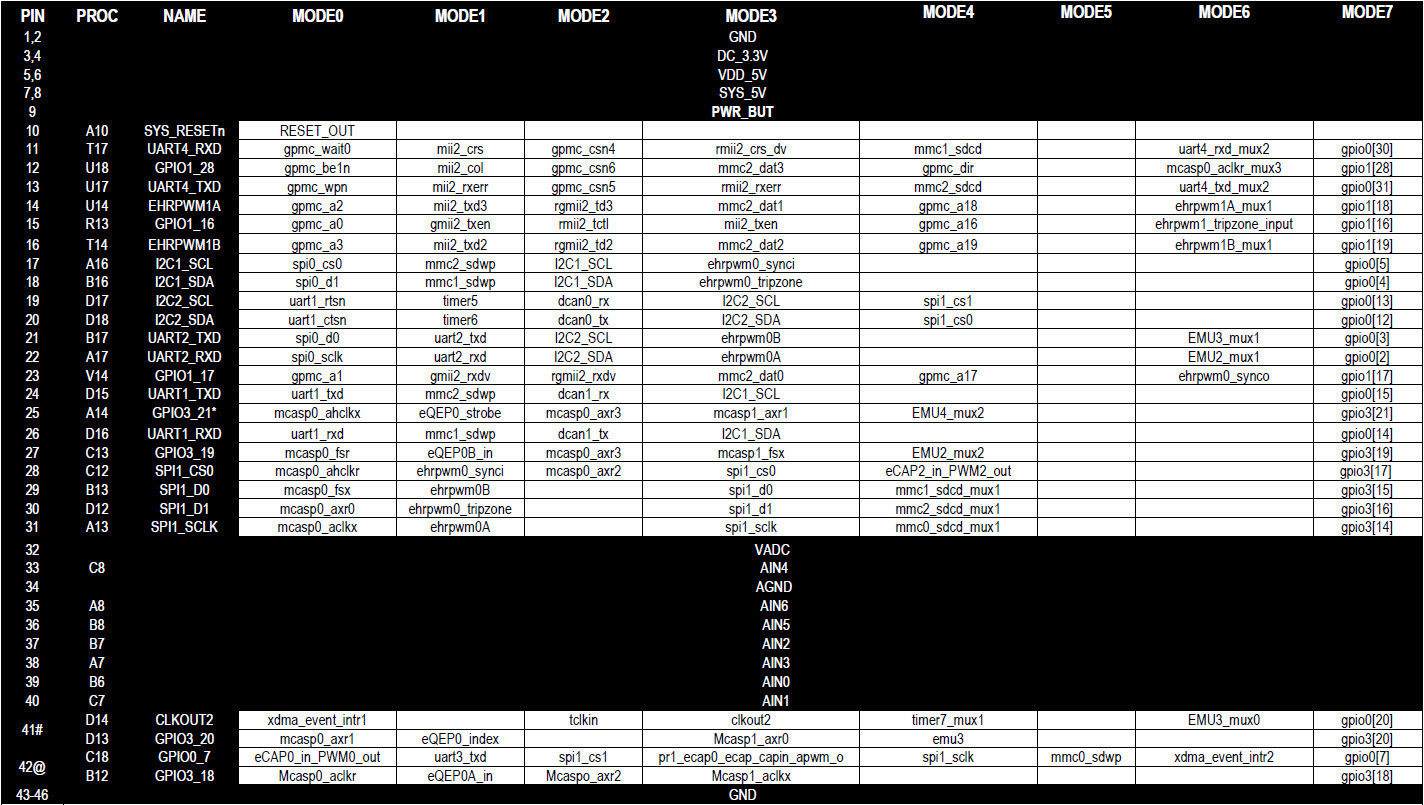 PIN PROC NAME MODE0 MODE1 MODE2 MODE3 MODE4 MODE5 MODE6 MODE7
1,2 GND
3,4 DC_3.3V
5,6 VDD_5V
7,8 SYS_5V
9 PWR_BUT
10 A10 SYS_RESETn RESET_OUT
11 T17 UART4_RXD gpmc_wait0 mii2_crs gpmc_csn4 rmii2_crs_dv mmc1_sdcd uart4_rxd_mux2 gpio0[30]
12 U18 GPIO1_28 gpmc_be1n mii2_col gpmc_csn6 mmc2_dat3 gpmc_dir mcasp0_aclkr_mux3 gpio1[28]
13 U17 UART4_TXD gpmc_wpn mii2_rxerr gpmc_csn5 rmii2_rxerr mmc2_sdcd uart4_txd_mux2 gpio0[31]
14 U14 EHRPWM1A gpmc_a2 mii2_txd3 rgmii2_td3 mmc2_dat1 gpmc_a18 ehrpwm1A_mux1 gpio1[18]
15 R13 GPIO1_16 gpmc_a0 gmii2_txen rmii2_tctl mii2_txen gpmc_a16 ehrpwm1_tripzone_input gpio1[16]
16 T14 EHRPWM1B gpmc_a3 mii2_txd2 rgmii2_td2 mmc2_dat2 gpmc_a19 ehrpwm1B_mux1 gpio1[19]
17 A16 I2C1_SCL spi0_cs0 mmc2_sdwp I2C1_SCL ehrpwm0_synci gpio0[5]
18 B16 I2C1_SDA spi0_d1 mmc1_sdwp I2C1_SDA ehrpwm0_tripzone gpio0[4]
19 D17 I2C2_SCL uart1_rtsn timer5 dcan0_rx I2C2_SCL spi1_cs1 gpio0[13]
20 D18 I2C2_SDA uart1_ctsn timer6 dcan0_tx I2C2_SDA spi1_cs0 gpio0[12]
21 B17 UART2_TXD spi0_d0 uart2_txd I2C2_SCL ehrpwm0B EMU3_mux1 gpio0[3]
22 A17 UART2_RXD spi0_sclk uart2_rxd I2C2_SDA ehrpwm0A EMU2_mux1 gpio0[2]
23 V14 GPIO1_17 gpmc_a1 gmii2_rxdv rgmii2_rxdv mmc2_dat0 gpmc_a17 ehrpwm0_synco gpio1[17]
24 D15 UART1_TXD uart1_txd mmc2_sdwp dcan1_rx I2C1_SCL gpio0[15]
25 A14 GPIO3_21* mcasp0_ahclkx eQEP0_strobe mcasp0_axr3 mcasp1_axr1 EMU4_mux2 gpio3[21]
26 D16 UART1_RXD uart1_rxd mmc1_sdwp dcan1_tx I2C1_SDA gpio0[14]
27 C13 GPIO3_19 mcasp0_fsr eQEP0B_in mcasp0_axr3 mcasp1_fsx EMU2_mux2 gpio3[19]
28 C12 SPI1_CS0 mcasp0_ahclkr ehrpwm0_synci mcasp0_axr2 spi1_cs0 eCAP2_in_PWM2_out gpio3[17]
29 B13 SPI1_D0 mcasp0_fsx ehrpwm0B spi1_d0 mmc1_sdcd_mux1 gpio3[15]
30 D12 SPI1_D1 mcasp0_axr0 ehrpwm0_tripzone spi1_d1 mmc2_sdcd_mux1 gpio3[16]
31 A13 SPI1_SCLK mcasp0_aclkx ehrpwm0A spi1_sclk mmc0_sdcd_mux1 gpio3[14]
32 VADC
33 C8 AIN4
34 AGND
35 A8 AIN6
36 B8 AIN5
37 B7 AIN2
38 A7 AIN3
39 B6 AIN0
40 C7 AIN1
41# D14 CLKOUT2 xdma_event_intr1 tclkin clkout2 timer7_mux1 EMU3_mux0 gpio0[20]
D13 GPIO3_20 mcasp0_axr1 eQEP0_index Mcasp1_axr0 emu3 gpio3[20]
42@ C18 GPIO0_7 eCAP0_in_PWM0_out uart3_txd spi1_cs1 pr1_ecap0_ecap_capin_apwm_o spi1_sclk mmc0_sdwp xdma_event_intr2 gpio0[7]
B12 GPIO3_18 Mcasp0_aclkr eQEP0A_in Mcaspo_axr2 Mcasp1_aclkx gpio3[18]
43-46 GND